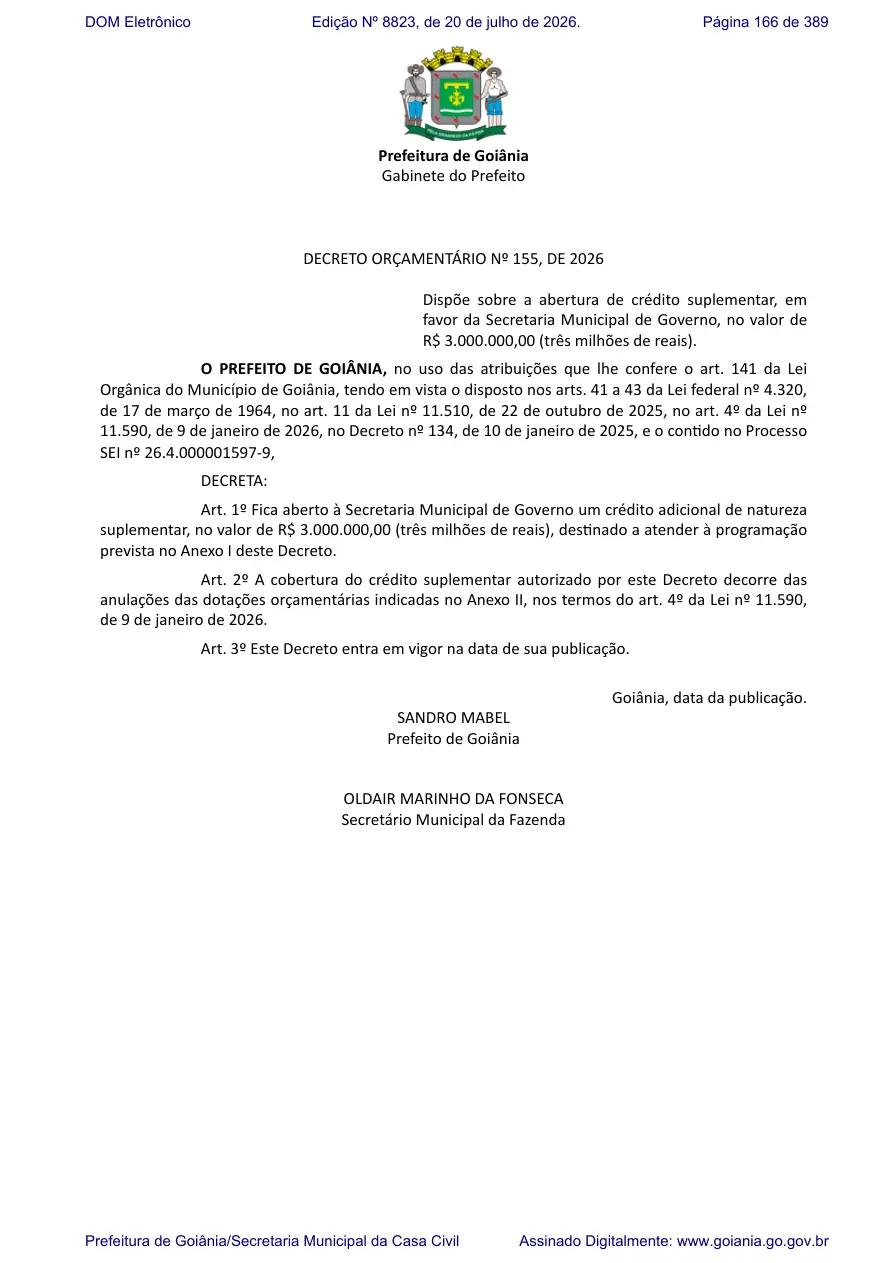 DOM Eletrônico Edição Nº 8823, de 20 de julho de 2026. Página 166 de 389
Prefeitura de Goiânia
Gabinete do Prefeito
DECRETO ORÇAMENTÁRIO Nº 155, DE 2026
Dispõe sobre a abertura de crédito suplementar, em
favor da Secretaria Municipal de Governo, no valor de
R$ 3.000.000,00 (três milhões de reais).
O PREFEITO DE GOIÂNIA, no uso das atribuições que lhe confere o art. 141 da Lei
Orgânica do Município de Goiânia, tendo em vista o disposto nos arts. 41 a 43 da Lei federal nº 4.320,
de 17 de março de 1964, no art. 11 da Lei nº 11.510, de 22 de outubro de 2025, no art. 4º da Lei nº
11.590, de 9 de janeiro de 2026, no Decreto nº 134, de 10 de janeiro de 2025, e o contido no Processo
SEI nº 26.4.000001597-9,
DECRETA:
Art. 1º Fica aberto à Secretaria Municipal de Governo um crédito adicional de natureza
suplementar, no valor de R$ 3.000.000,00 (três milhões de reais), destinado a atender à programação
prevista no Anexo I deste Decreto.
Art. 2º A cobertura do crédito suplementar autorizado por este Decreto decorre das
anulações das dotações orçamentárias indicadas no Anexo II, nos termos do art. 4º da Lei nº 11.590,
de 9 de janeiro de 2026.
Art. 3º Este Decreto entra em vigor na data de sua publicação.
Goiânia, data da publicação.
SANDRO MABEL
Prefeito de Goiânia
OLDAIR MARINHO DA FONSECA
Secretário Municipal da Fazenda
Prefeitura de Goiânia/Secretaria Municipal da Casa Civil Assinado Digitalmente: www.goiania.go.gov.br